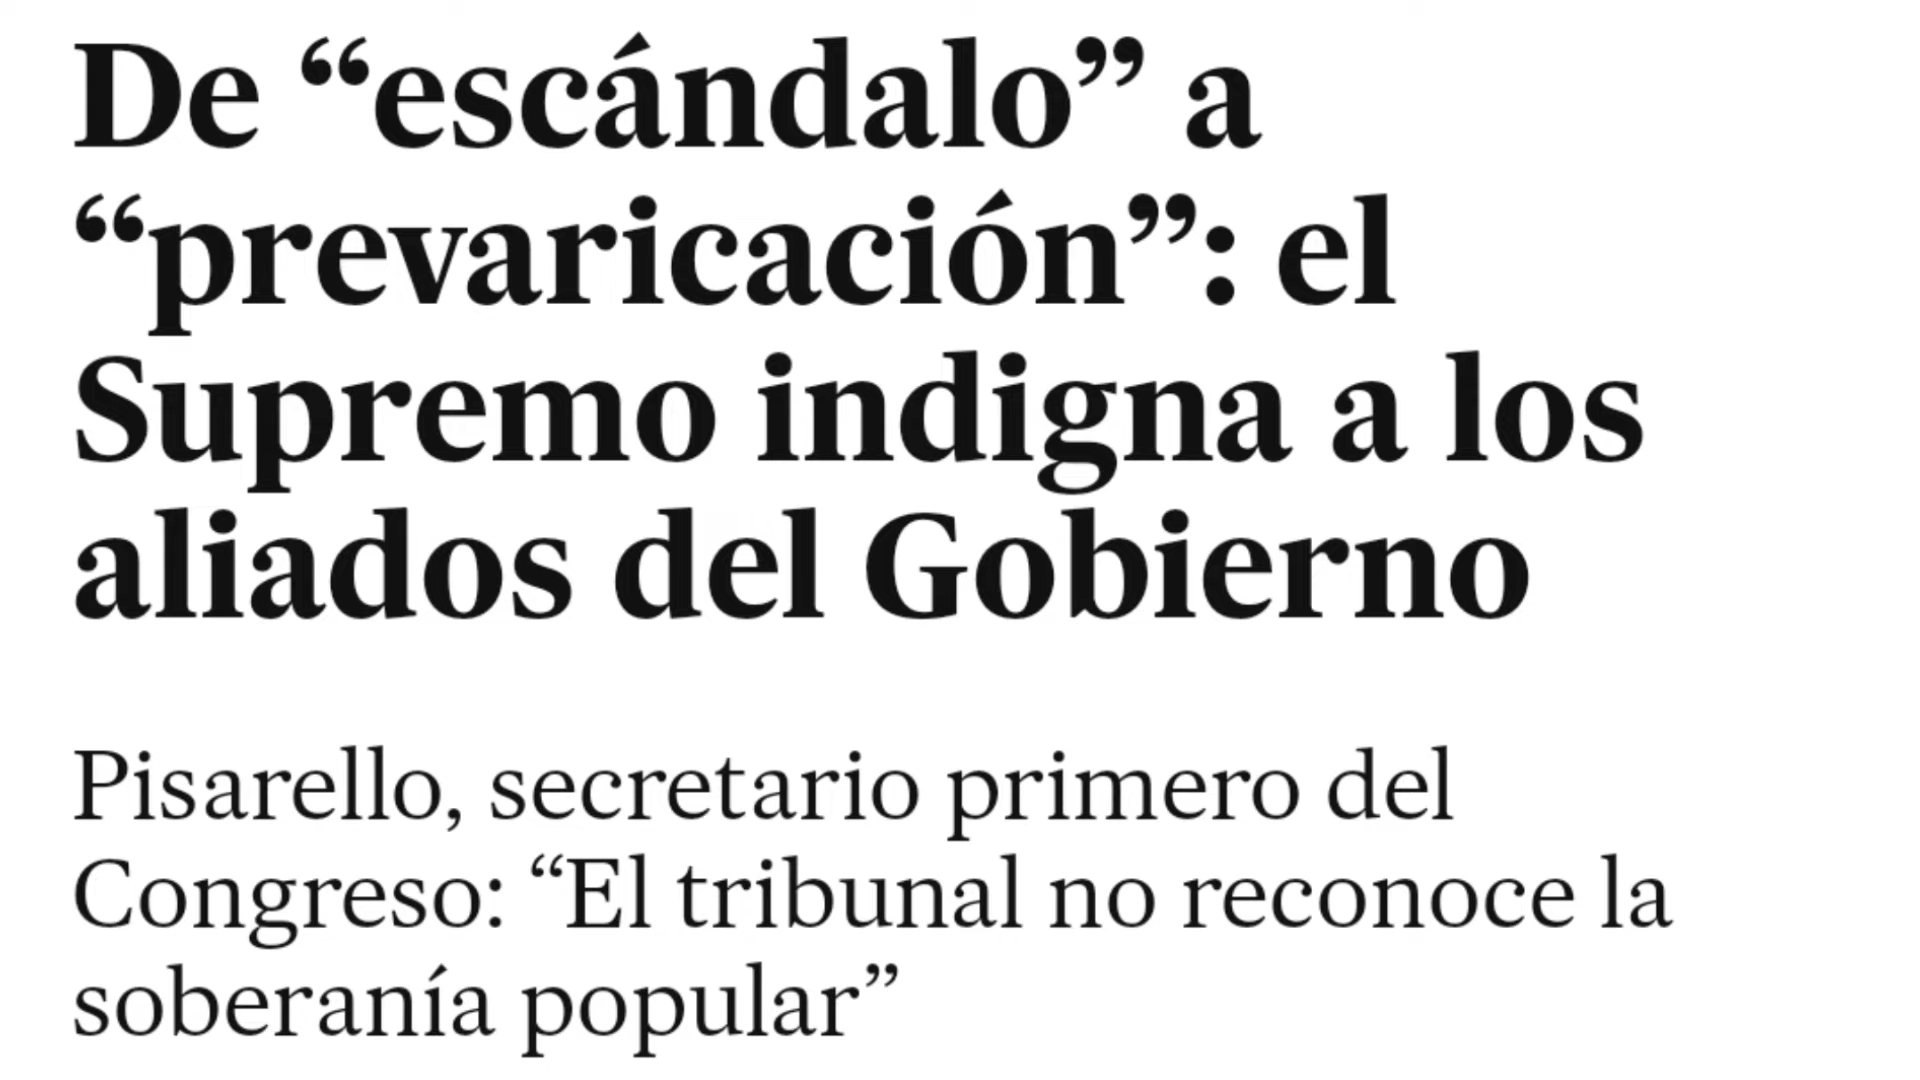 De “escándalo” a
“prevaricación”: el
Supremo indigna a los
aliados del Gobierno
Pisarello, secretario primero del
Congreso: “El tribunal no reconoce la
soberanía popular”